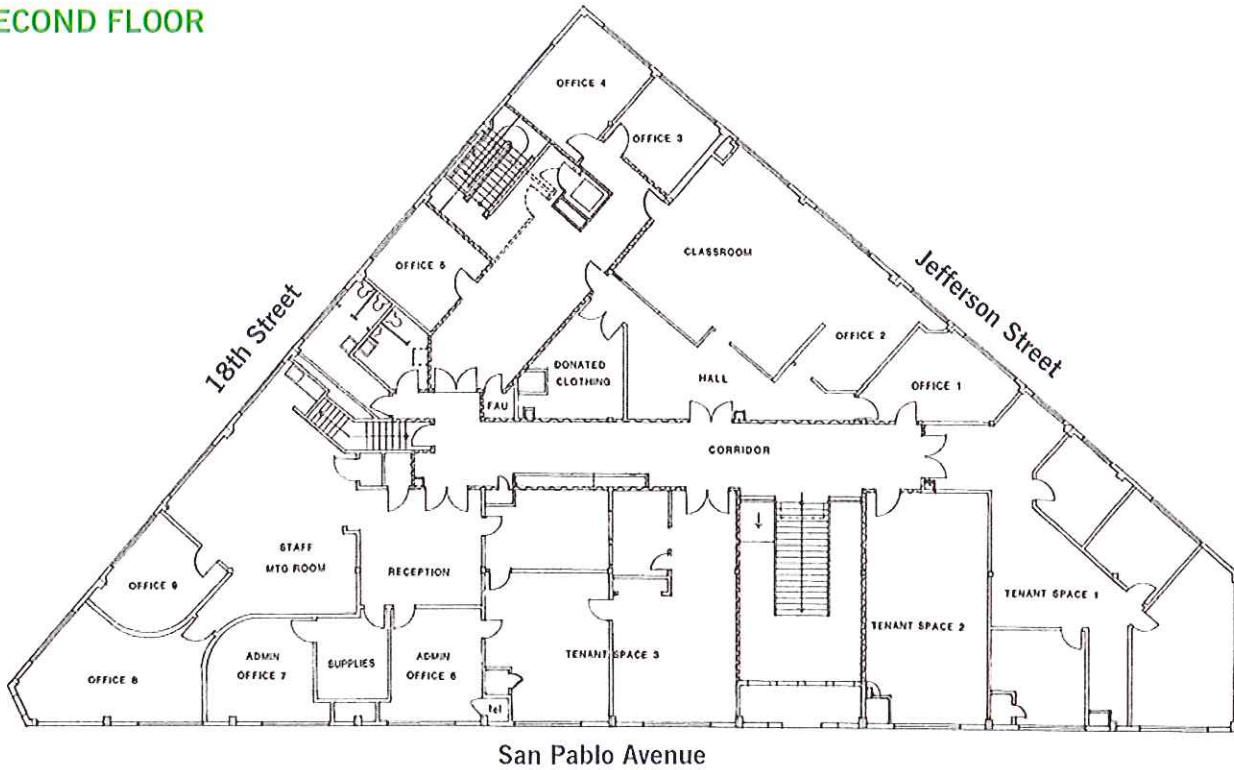 ECOND FLOOR
OFFICE 4
OFFICE 3
CLASSROOM
OFFICE 5
18th Street
Jefferson Street
OFFICE 2
DONATED
CLOTHING
HALL
OFFICE 1
FAU
CORRIDOR
STAFF
MTG ROOM
RECEPTION
OFFICE 9
TENANT SPACE 1
TENANT SPACE 2
TENANT SPACE 3
OFFICE 8
ADMIN
OFFICE 7
SUPPLIES
ADMIN
OFFICE 6
tel
San Pablo Avenue